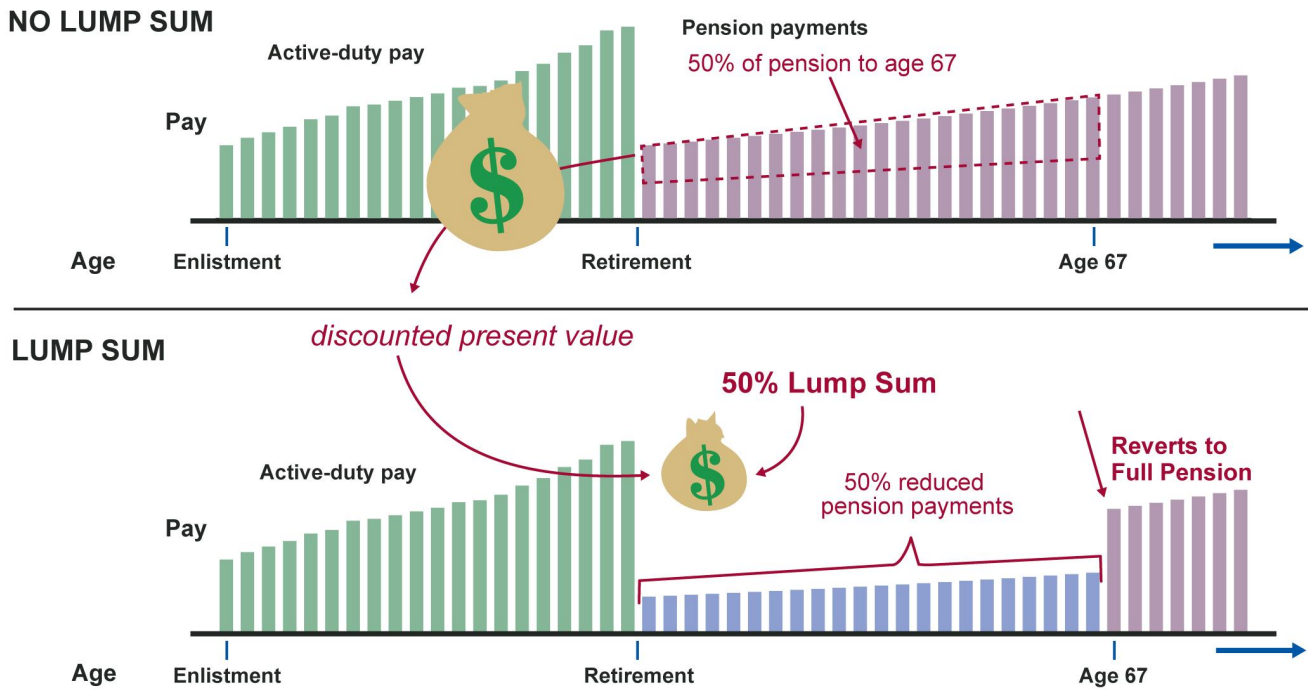 NO LUMP SUM
Active-duty pay
Pension payments
50% of pension to age 67
Pay
$
Age
Enlistment
Retirement
Age 67
discounted present value
LUMP SUM
50% Lump Sum
Active-duty pay
$
Reverts to
Full Pension
50% reduced
pension payments
Pay
Age
Enlistment
Retirement
Age 67